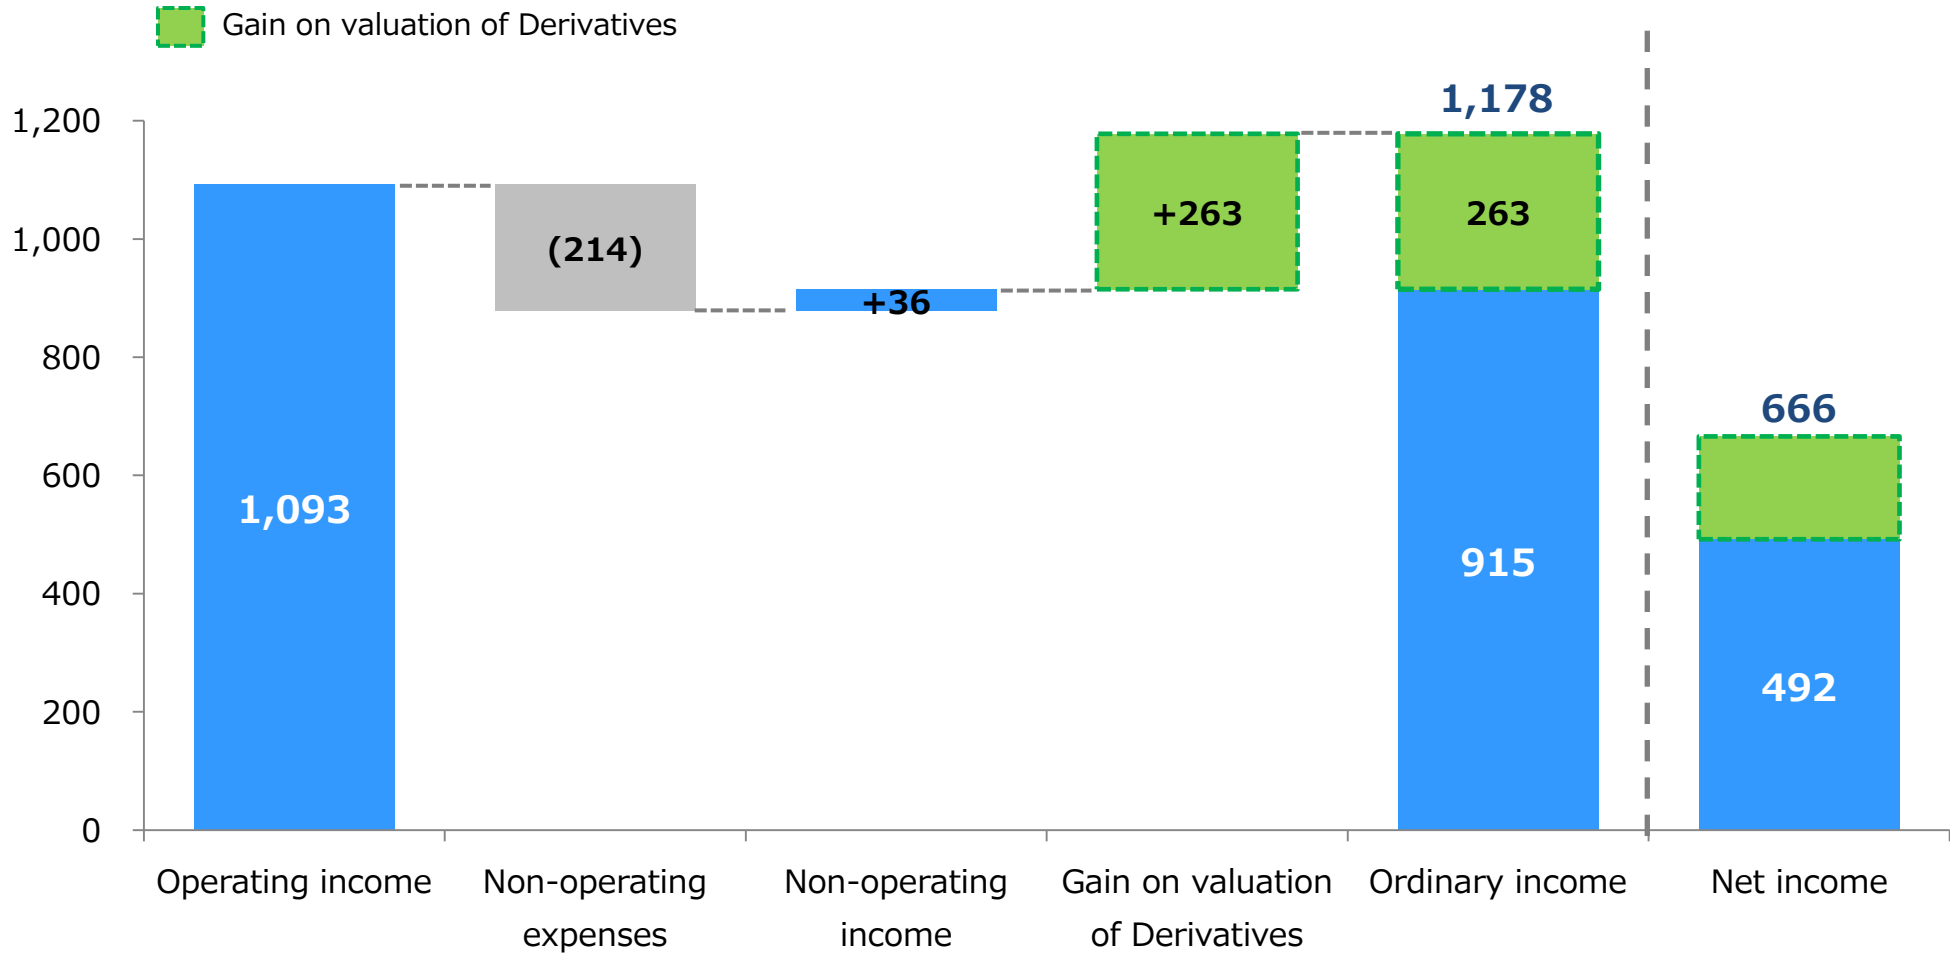 Gain on valuation of Derivatives
1,200
1,000
800
600
400
200
0
1,093
(214)
+36
+263
1,178
263
915
666
492
Operating income
Non-operating
expenses
Non-operating
income
Gain on valuation
of Derivatives
Ordinary income
Net income